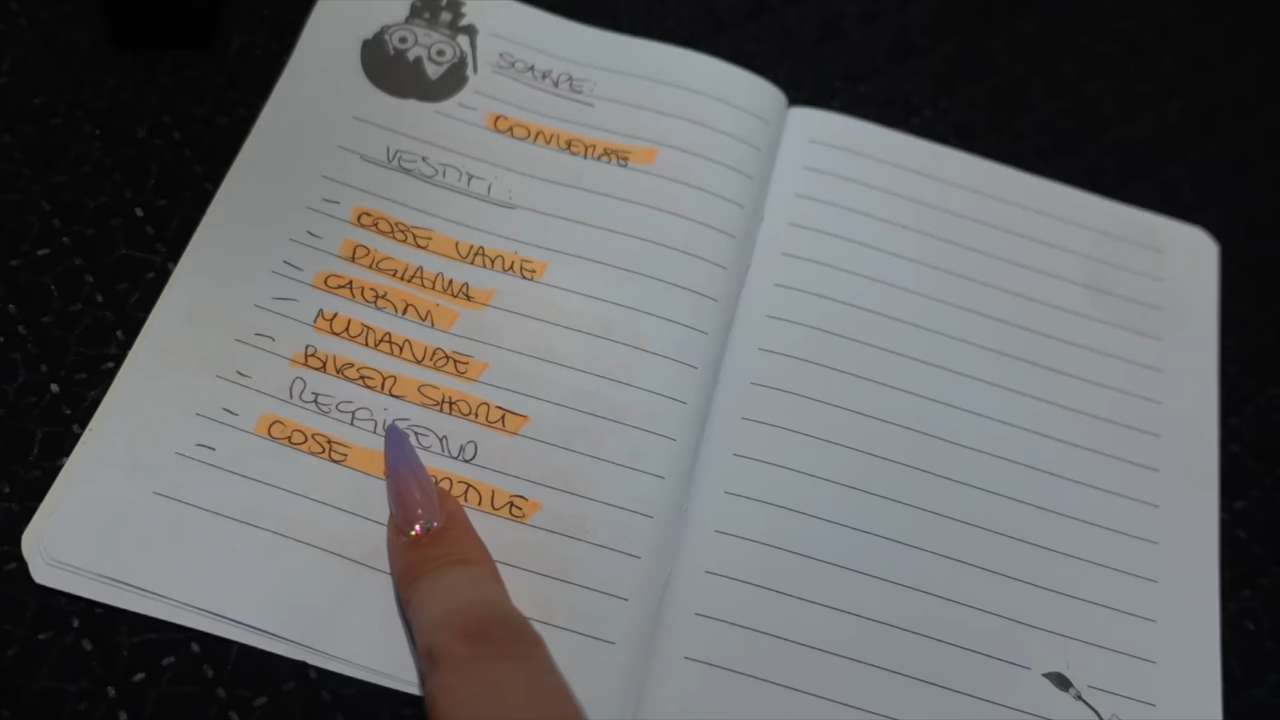 SCARPE:
- CONVERSE
VESTITI:
- COSE VARIE
- PIGIAMA
- CALZINI
- MUTANDE
- BIKER SHORT
- REGGISENO
- COSE